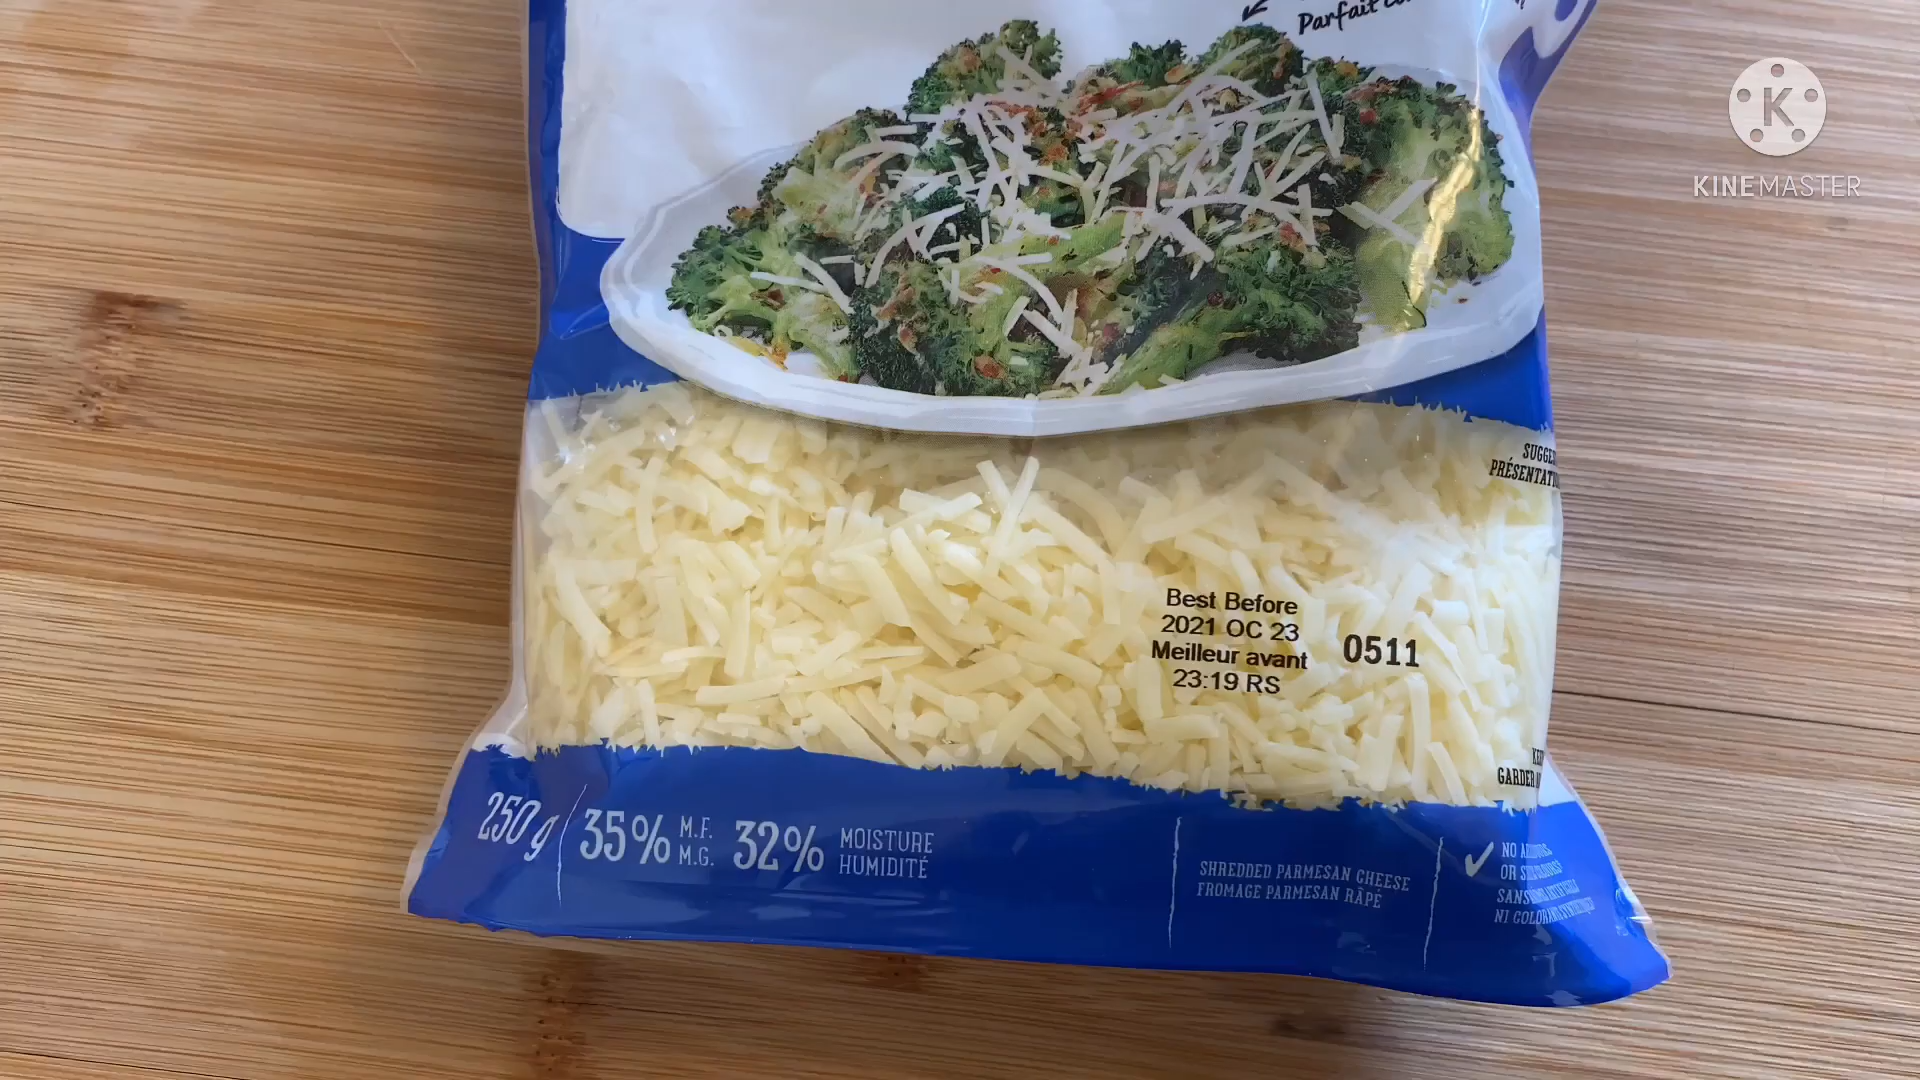 Parfait
KINEMASTER
SUGGES
PRÉSENTATI
Best Before
2021 OC 23
Meilleur avant
23:19 RS
0511
GARDER
250 g
35% M.F.
M.G.
32% MOISTURE
HUMIDITÉ
SHREDDED PARMESAN CHEESE
FROMAGE PARMESAN RÂPÉ
NO
OR
SANS
NI COLORANTS